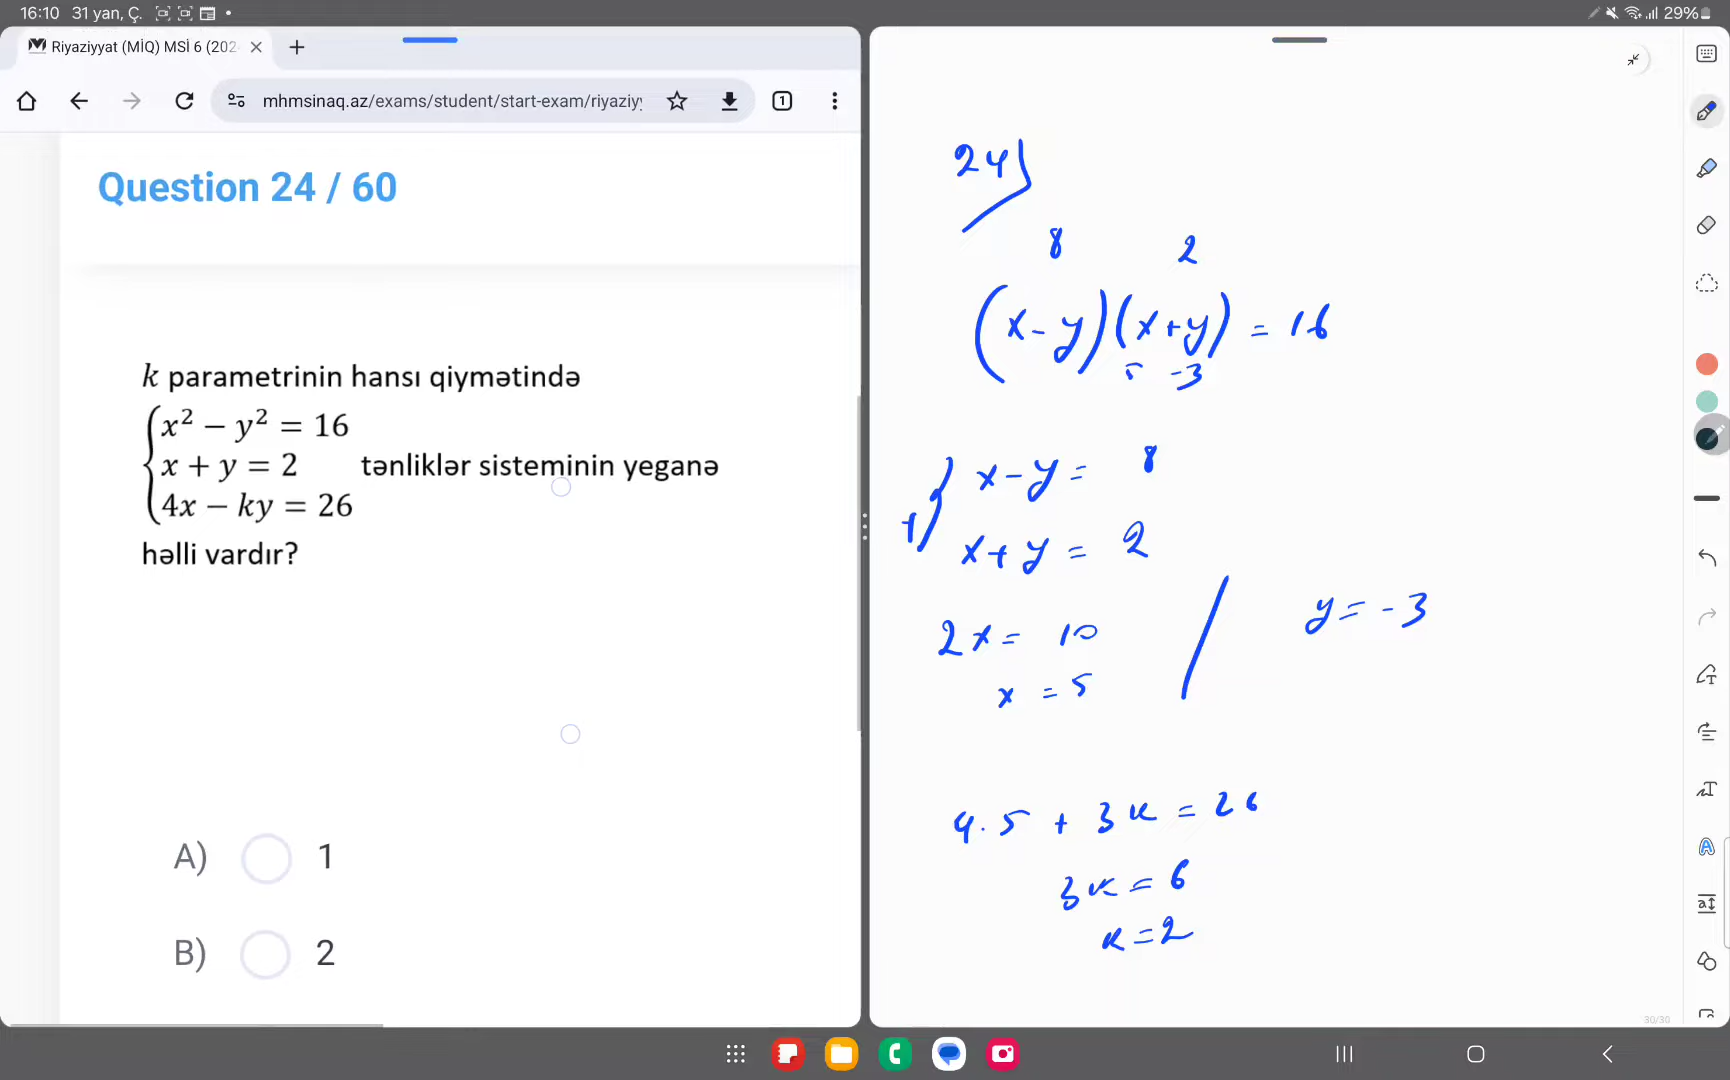 16:10 31 yan, Ç. •
29%
Riyaziyyat (MİQ) MSİ 6 (202
mhmsinaq.az/exams/student/start-exam/riyaziy
1
Question 24 / 60
k parametrinin hansı qiymətində
x² − y² = 16
x + y = 2 tənliklər sisteminin yeganə
4x − ky = 26
həlli vardır?
A) 1
B) 2
24)
8 2
(x-y)(x+y) = 16
5 -3
x-y = 8
+
x+y = 2
2x = 10
y = -3
x = 5
4·5 + 3k = 26
3k = 6
k = 2
30/30